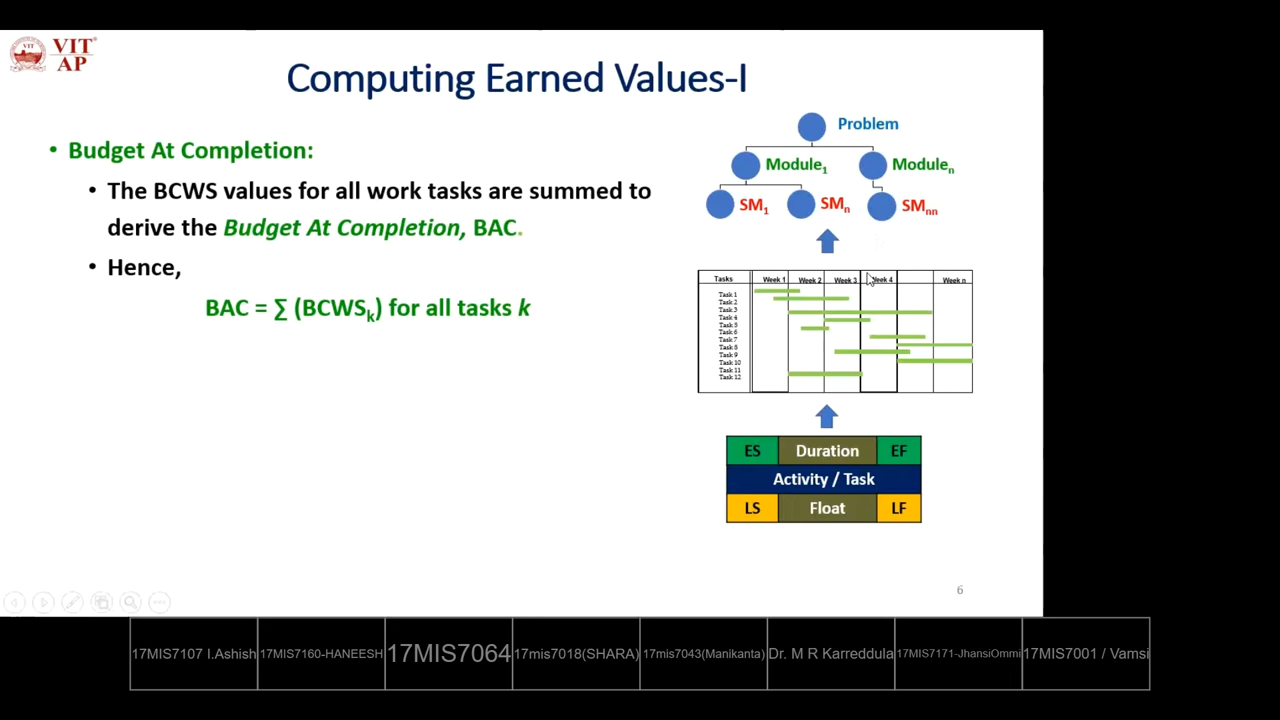 VIT
AP
Computing Earned Values-I
• Budget At Completion:
• The BCWS values for all work tasks are summed to
derive the Budget At Completion, BAC.
• Hence,
BAC = ∑ (BCWSk) for all tasks k
Problem
Module1
Modulen
SM1
SMn
SMnn
Tasks Week 1 Week 2 Week 3 Week 4 Week n
Task 1
Task 2
Task 3
Task 4
Task 5
Task 6
Task 7
Task 8
Task 9
Task 10
Task 11
Task 12
ES Duration EF
Activity / Task
LS Float LF
6
17MIS7107 I.Ashish
17MIS7160-HANEESH
17MIS7064
17mis7018(SHARA)
17mis7043(Manikanta)
Dr. M R Karreddula
17MIS7171-JhansiOmmi
17MIS7001 / Vamsi